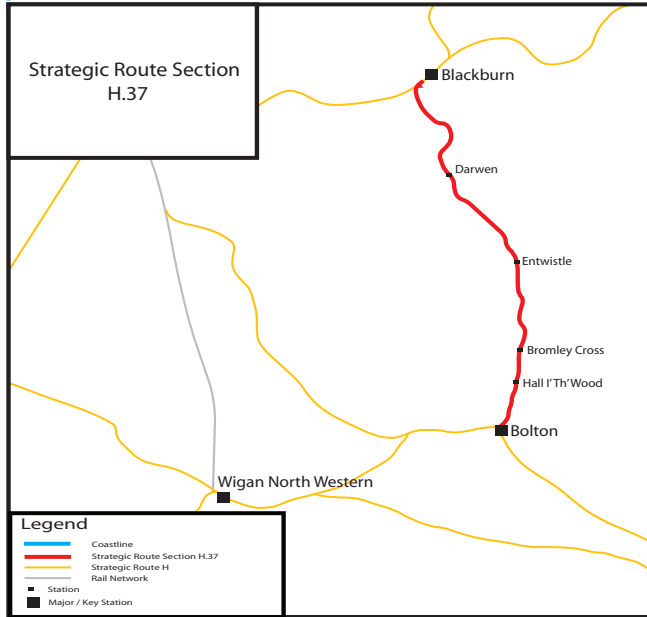 Strategic Route Section
H.37
Blackburn
Darwen
Entwistle
Bromley Cross
Hall I'Th'Wood
Bolton
Wigan North Western
Legend
Coastline
Strategic Route Section H.37
Strategic Route H
Rail Network
Station
Major / Key Station